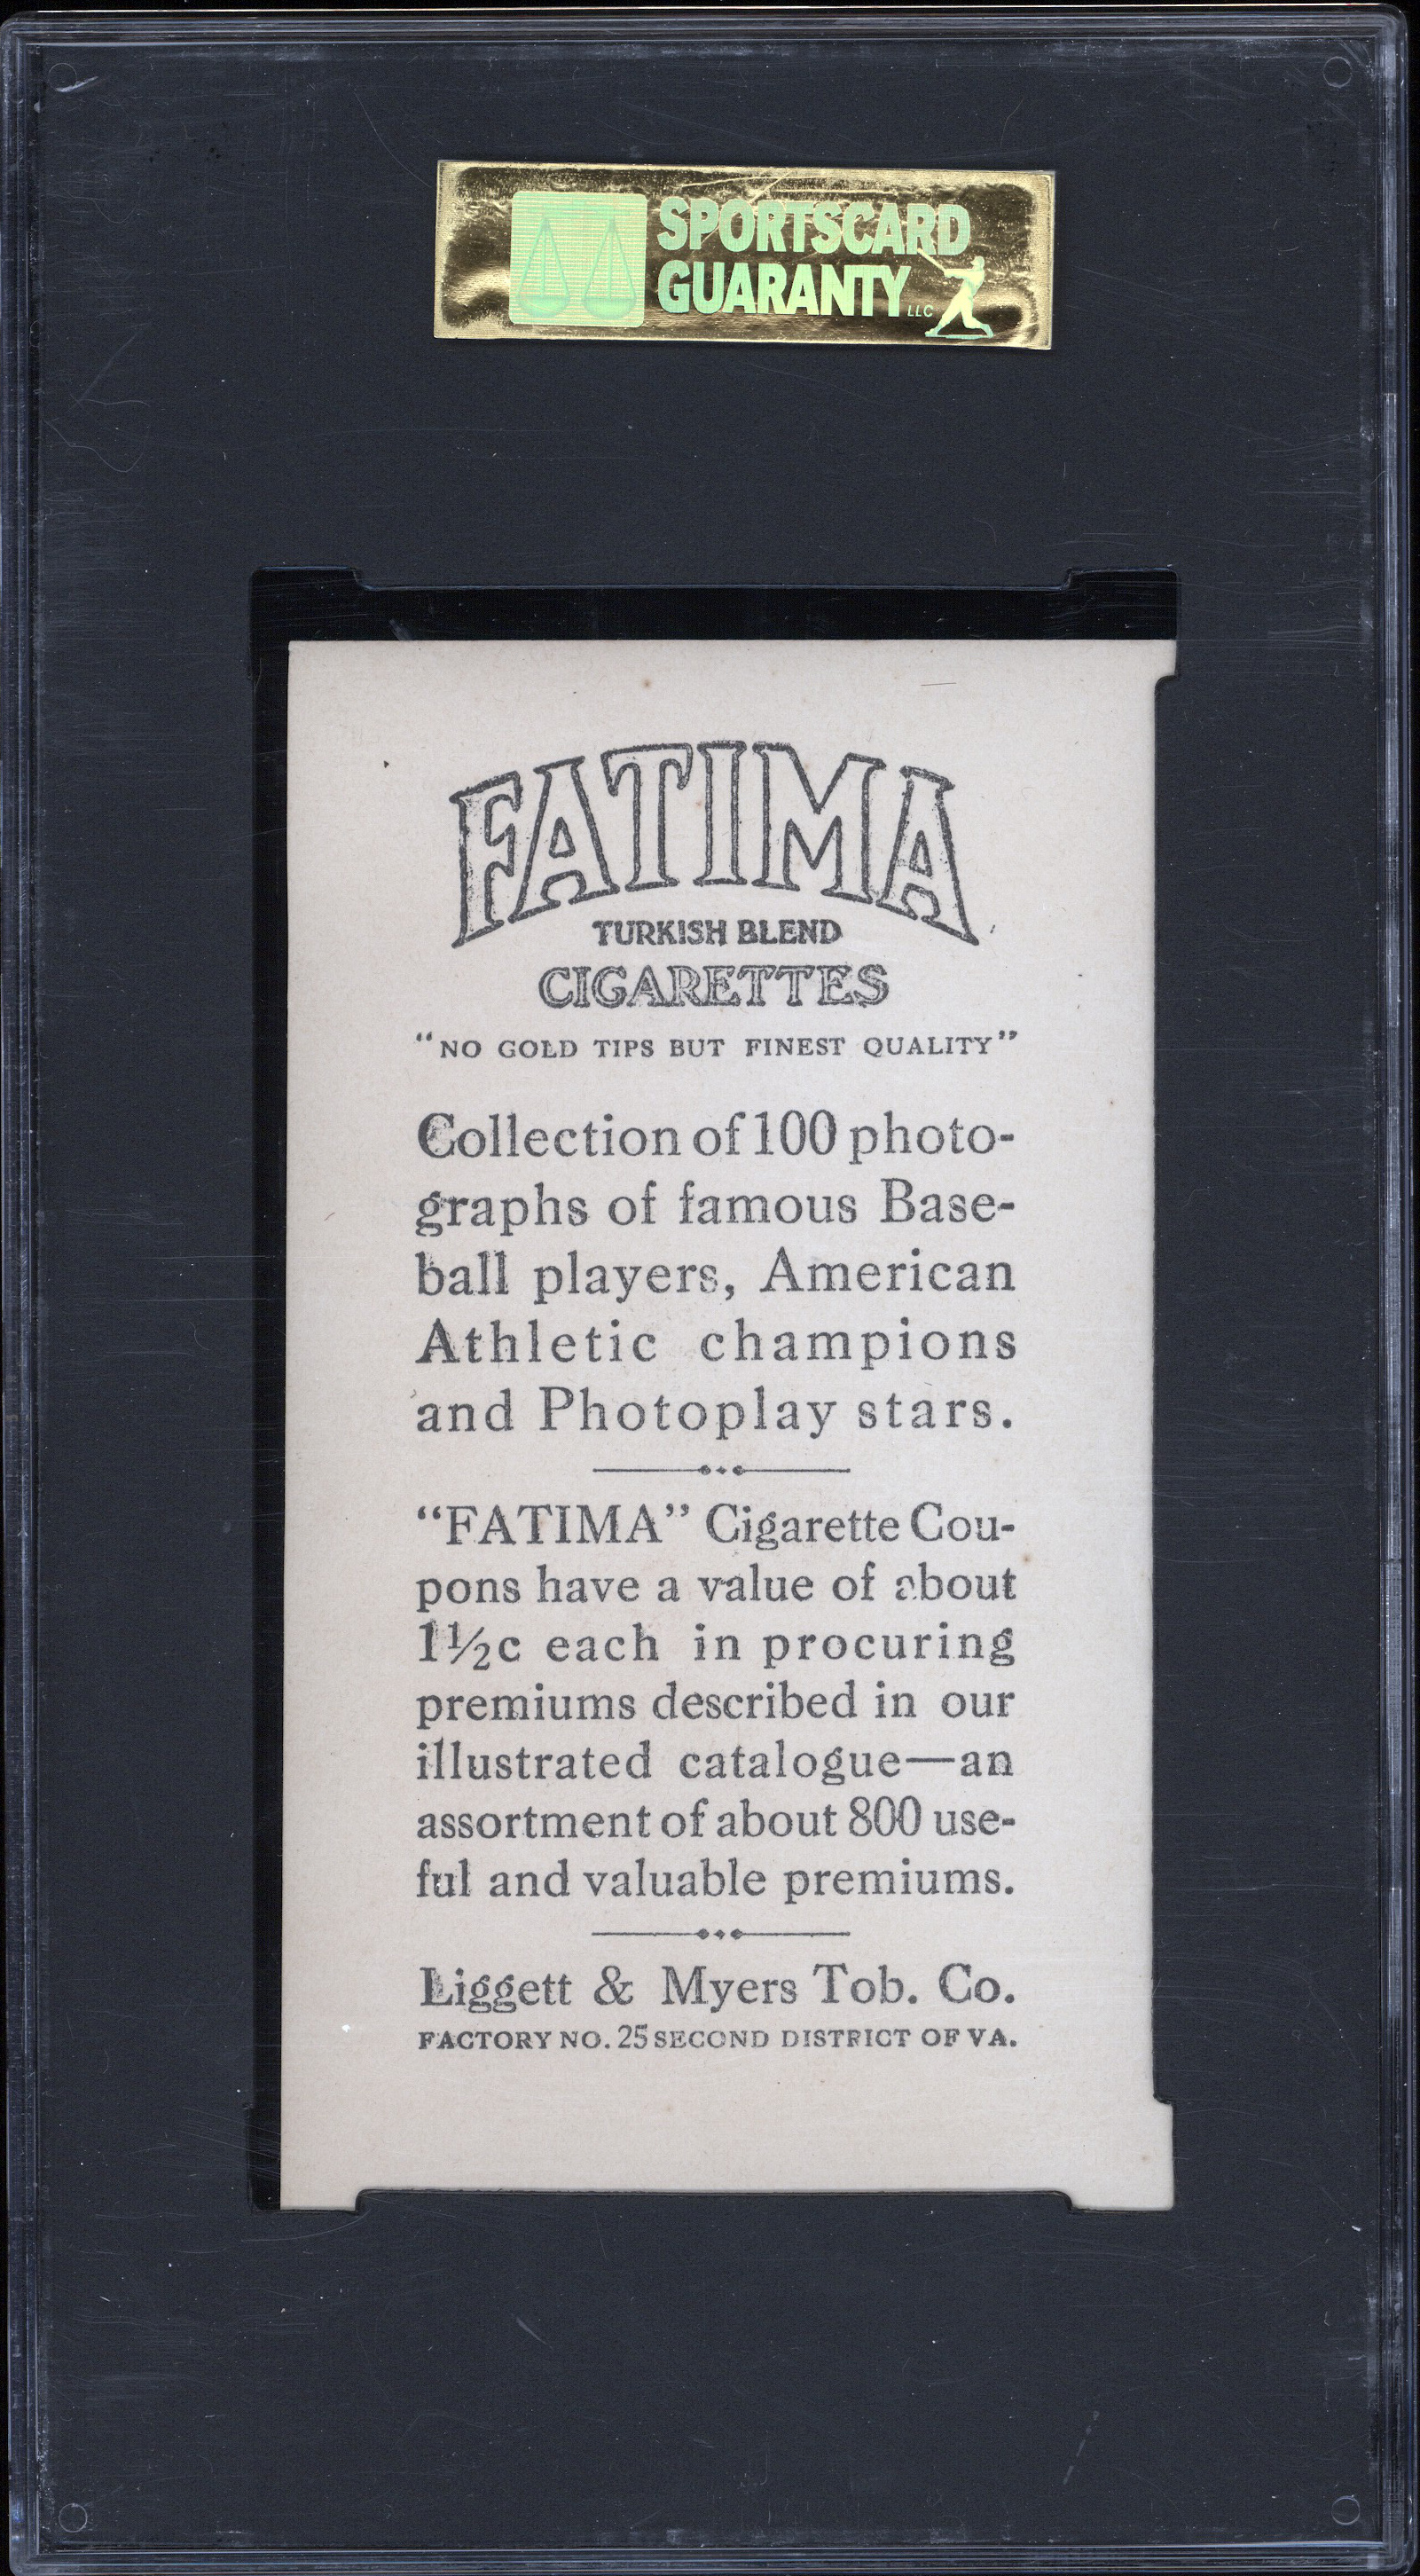 SPORTSCARD
GUARANTY LLC
FATIMA
TURKISH BLEND
CIGARETTES
"NO GOLD TIPS BUT FINEST QUALITY"
Collection of 100 photo-
graphs of famous Base-
ball players, American
Athletic champions
and Photoplay stars.
"FATIMA" Cigarette Cou-
pons have a value of about
1½c each in procuring
premiums described in our
illustrated catalogue—an
assortment of about 800 use-
ful and valuable premiums.
Liggett & Myers Tob. Co.
FACTORY NO. 25 SECOND DISTRICT OF VA.